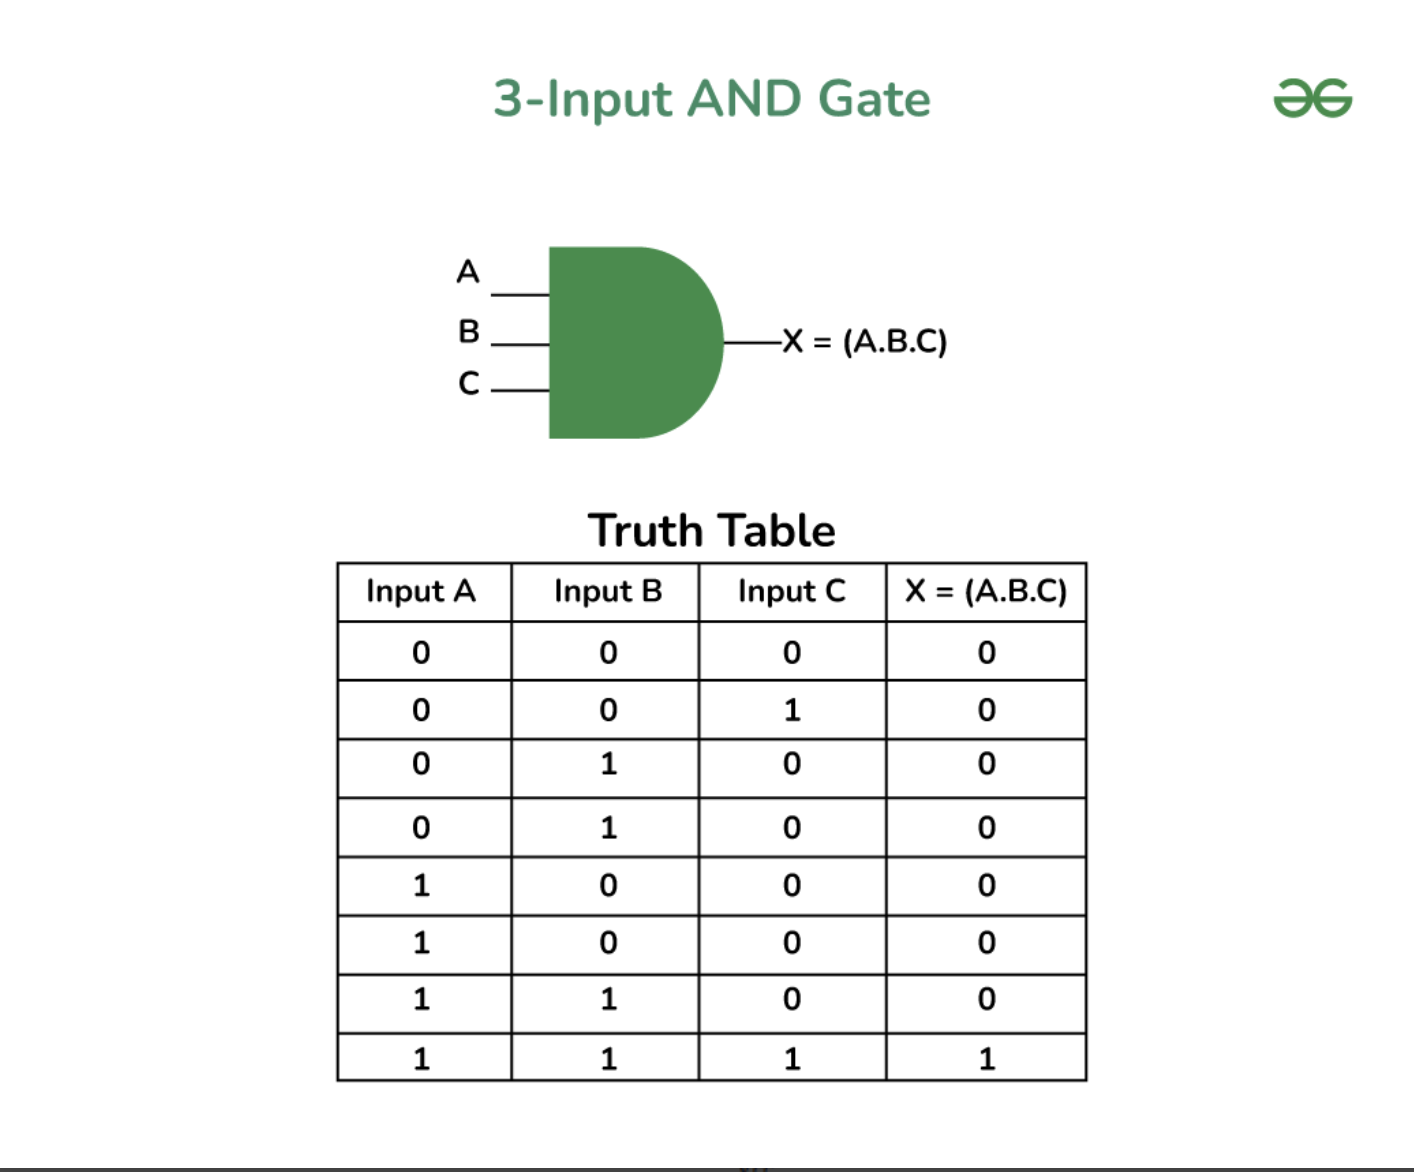 3-Input AND Gate
A
B
C
X = (A.B.C)
Truth Table
Input A Input B Input C X = (A.B.C)
0 0 0 0
0 0 1 0
0 1 0 0
0 1 0 0
1 0 0 0
1 0 0 0
1 1 0 0
1 1 1 1